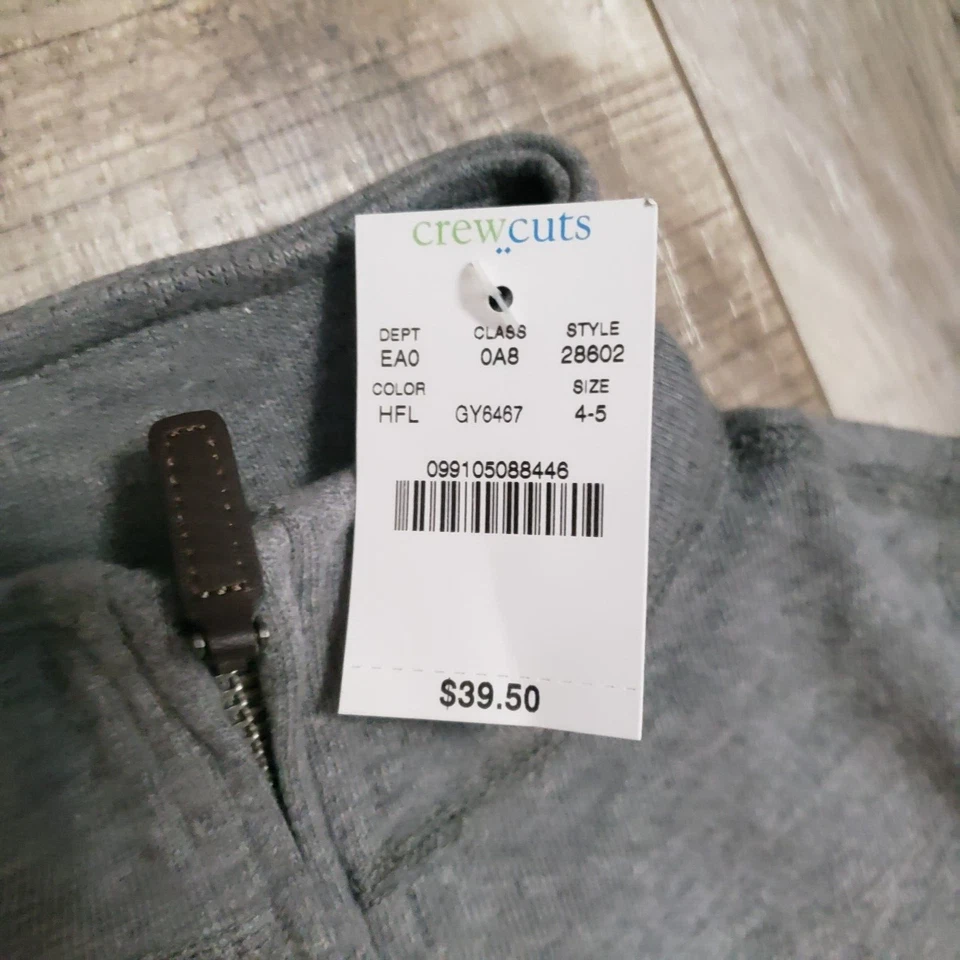 crewcuts
DEPT CLASS STYLE
EA0 0A8 28602
COLOR SIZE
HFL GY6467 4-5
099105088446
$39.50